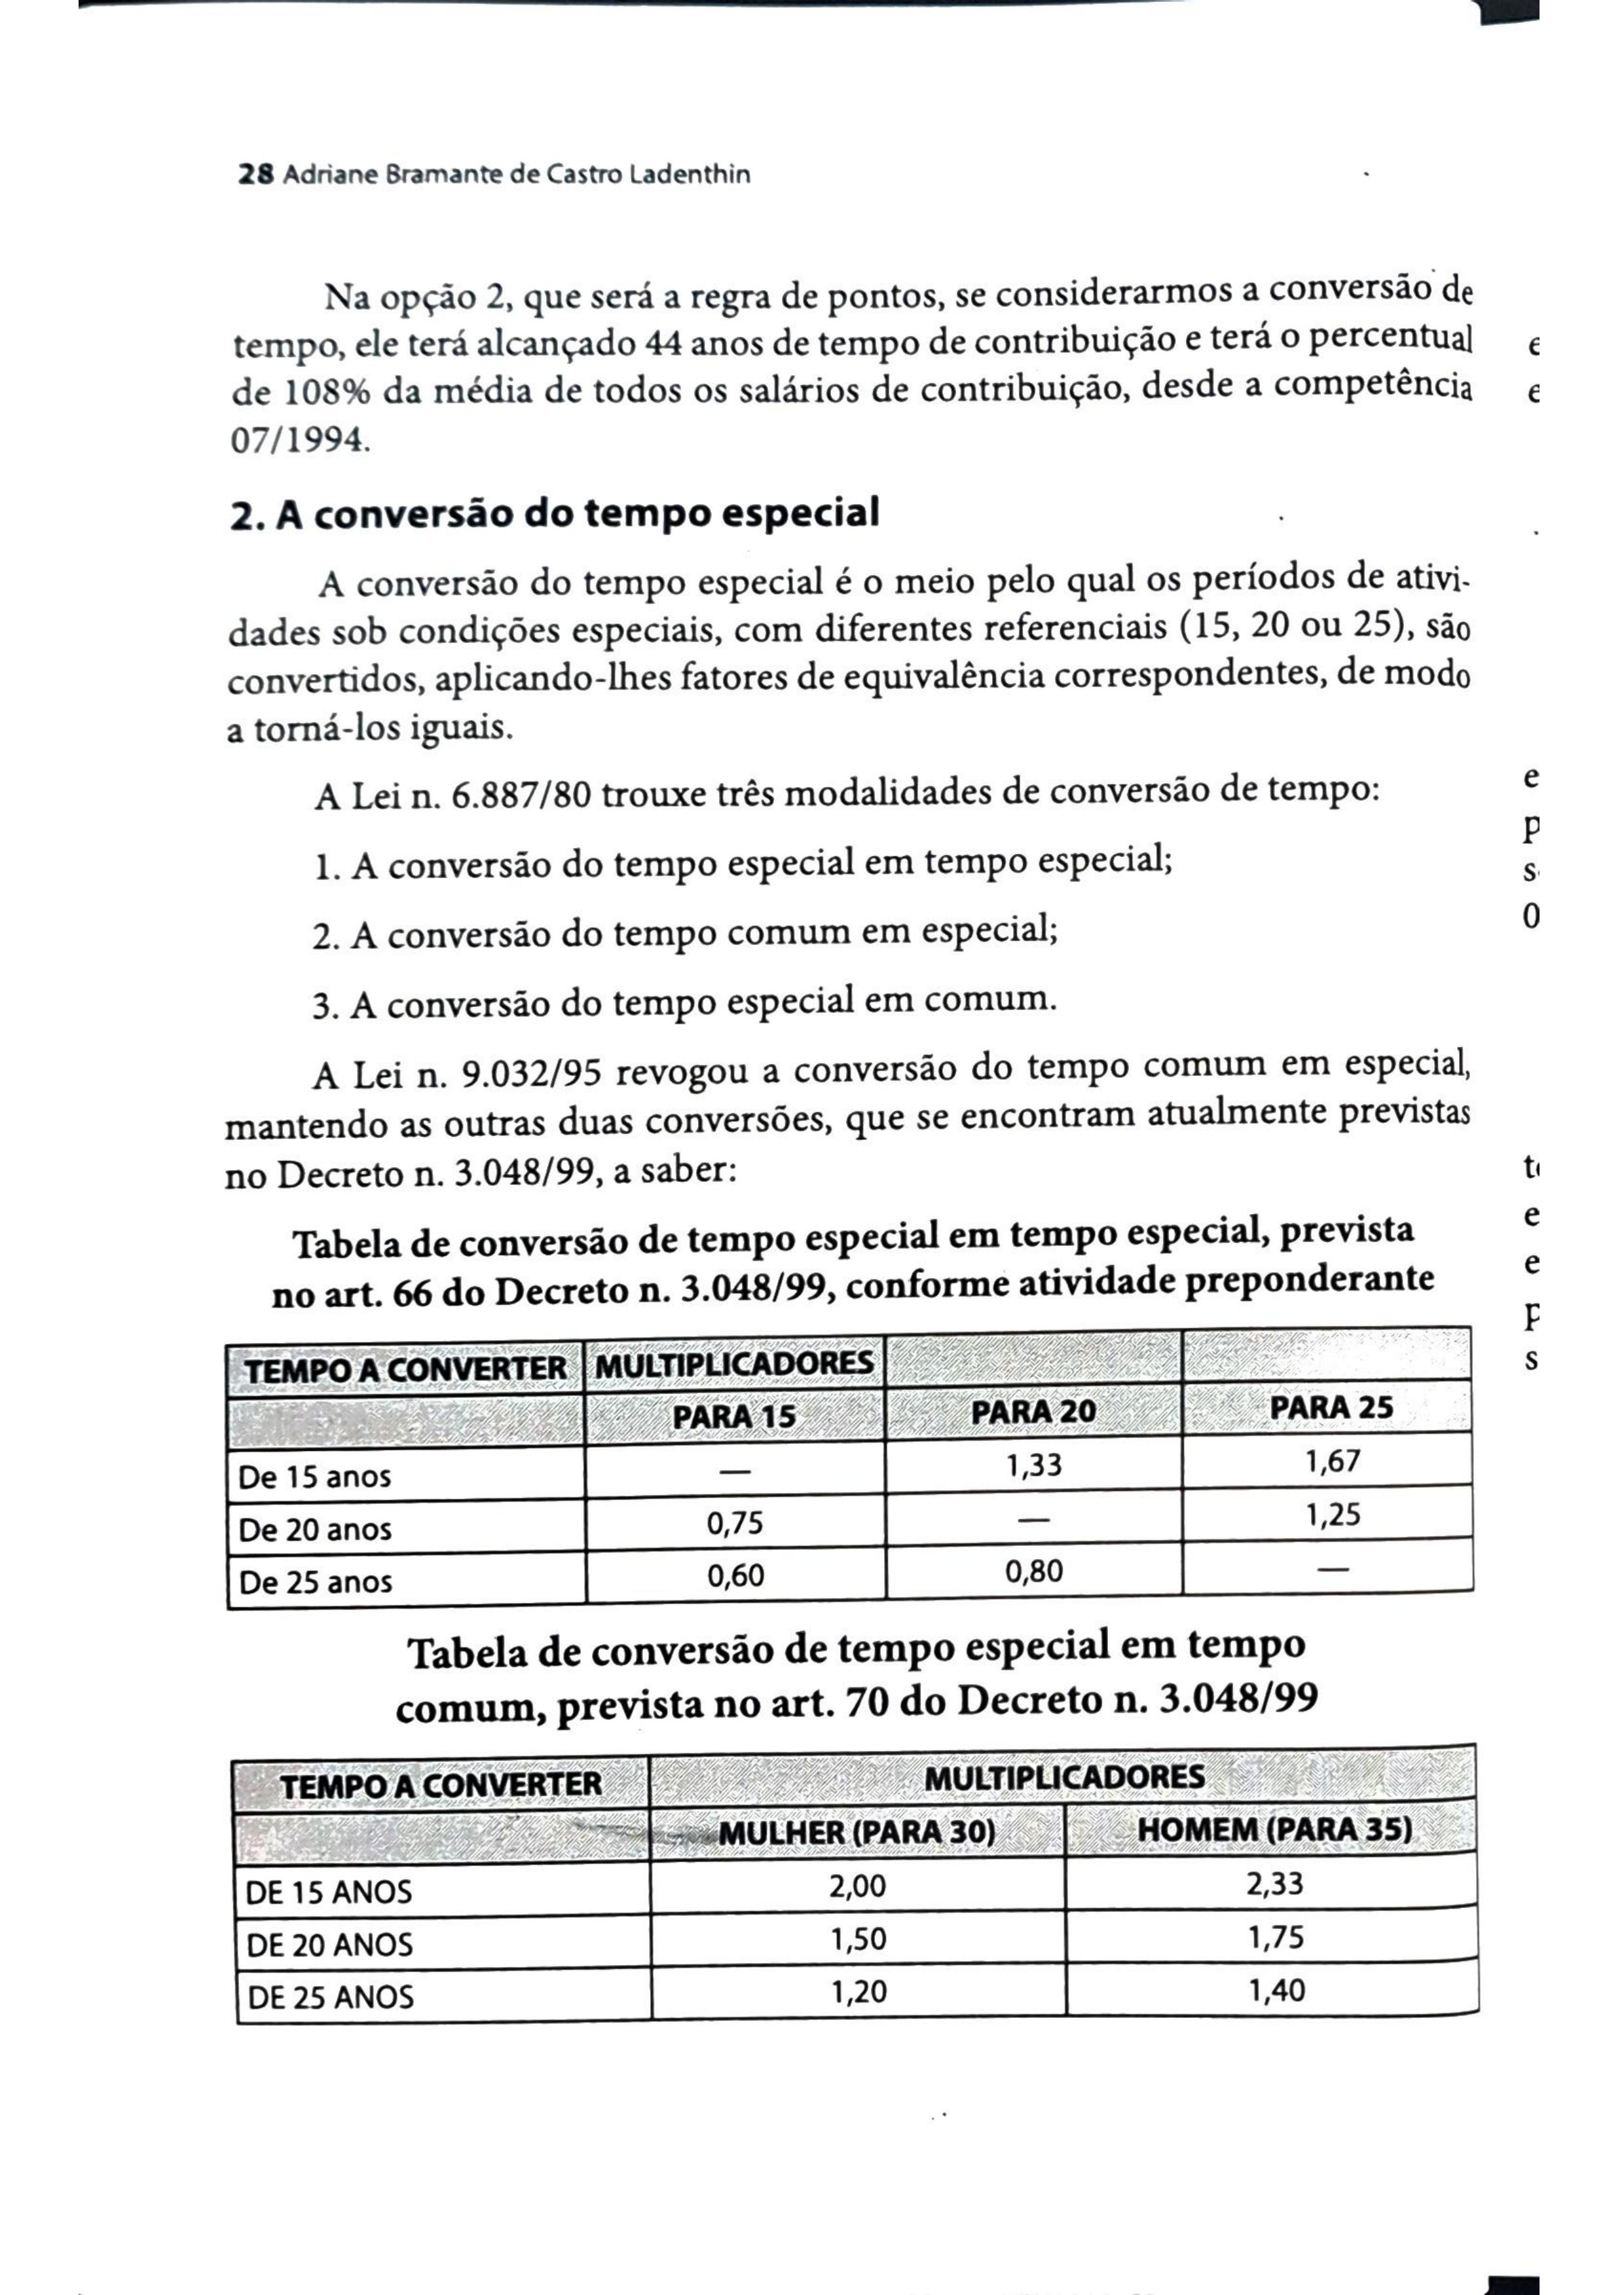 28 Adriane Bramante de Castro Ladenthin
Na opção 2, que será a regra de pontos, se considerarmos a conversão de
tempo, ele terá alcançado 44 anos de tempo de contribuição e terá o percentual
de 108% da média de todos os salários de contribuição, desde a competência
07/1994.
2. A conversão do tempo especial
A conversão do tempo especial é o meio pelo qual os períodos de ativi-
dades sob condições especiais, com diferentes referenciais (15, 20 ou 25), são
convertidos, aplicando-lhes fatores de equivalência correspondentes, de modo
a torná-los iguais.
A Lei n. 6.887/80 trouxe três modalidades de conversão de tempo:
1. A conversão do tempo especial em tempo especial;
2. A conversão do tempo comum em especial;
3. A conversão do tempo especial em comum.
A Lei n. 9.032/95 revogou a conversão do tempo comum em especial,
mantendo as outras duas conversões, que se encontram atualmente previstas
no Decreto n. 3.048/99, a saber:
Tabela de conversão de tempo especial em tempo especial, prevista
no art. 66 do Decreto n. 3.048/99, conforme atividade preponderante
TEMPO A CONVERTER MULTIPLICADORES
PARA 15 PARA 20 PARA 25
De 15 anos — 1,33 1,67
De 20 anos 0,75 — 1,25
De 25 anos 0,60 0,80 —
Tabela de conversão de tempo especial em tempo
comum, prevista no art. 70 do Decreto n. 3.048/99
TEMPO A CONVERTER MULTIPLICADORES
MULHER (PARA 30) HOMEM (PARA 35)
DE 15 ANOS 2,00 2,33
DE 20 ANOS 1,50 1,75
DE 25 ANOS 1,20 1,40